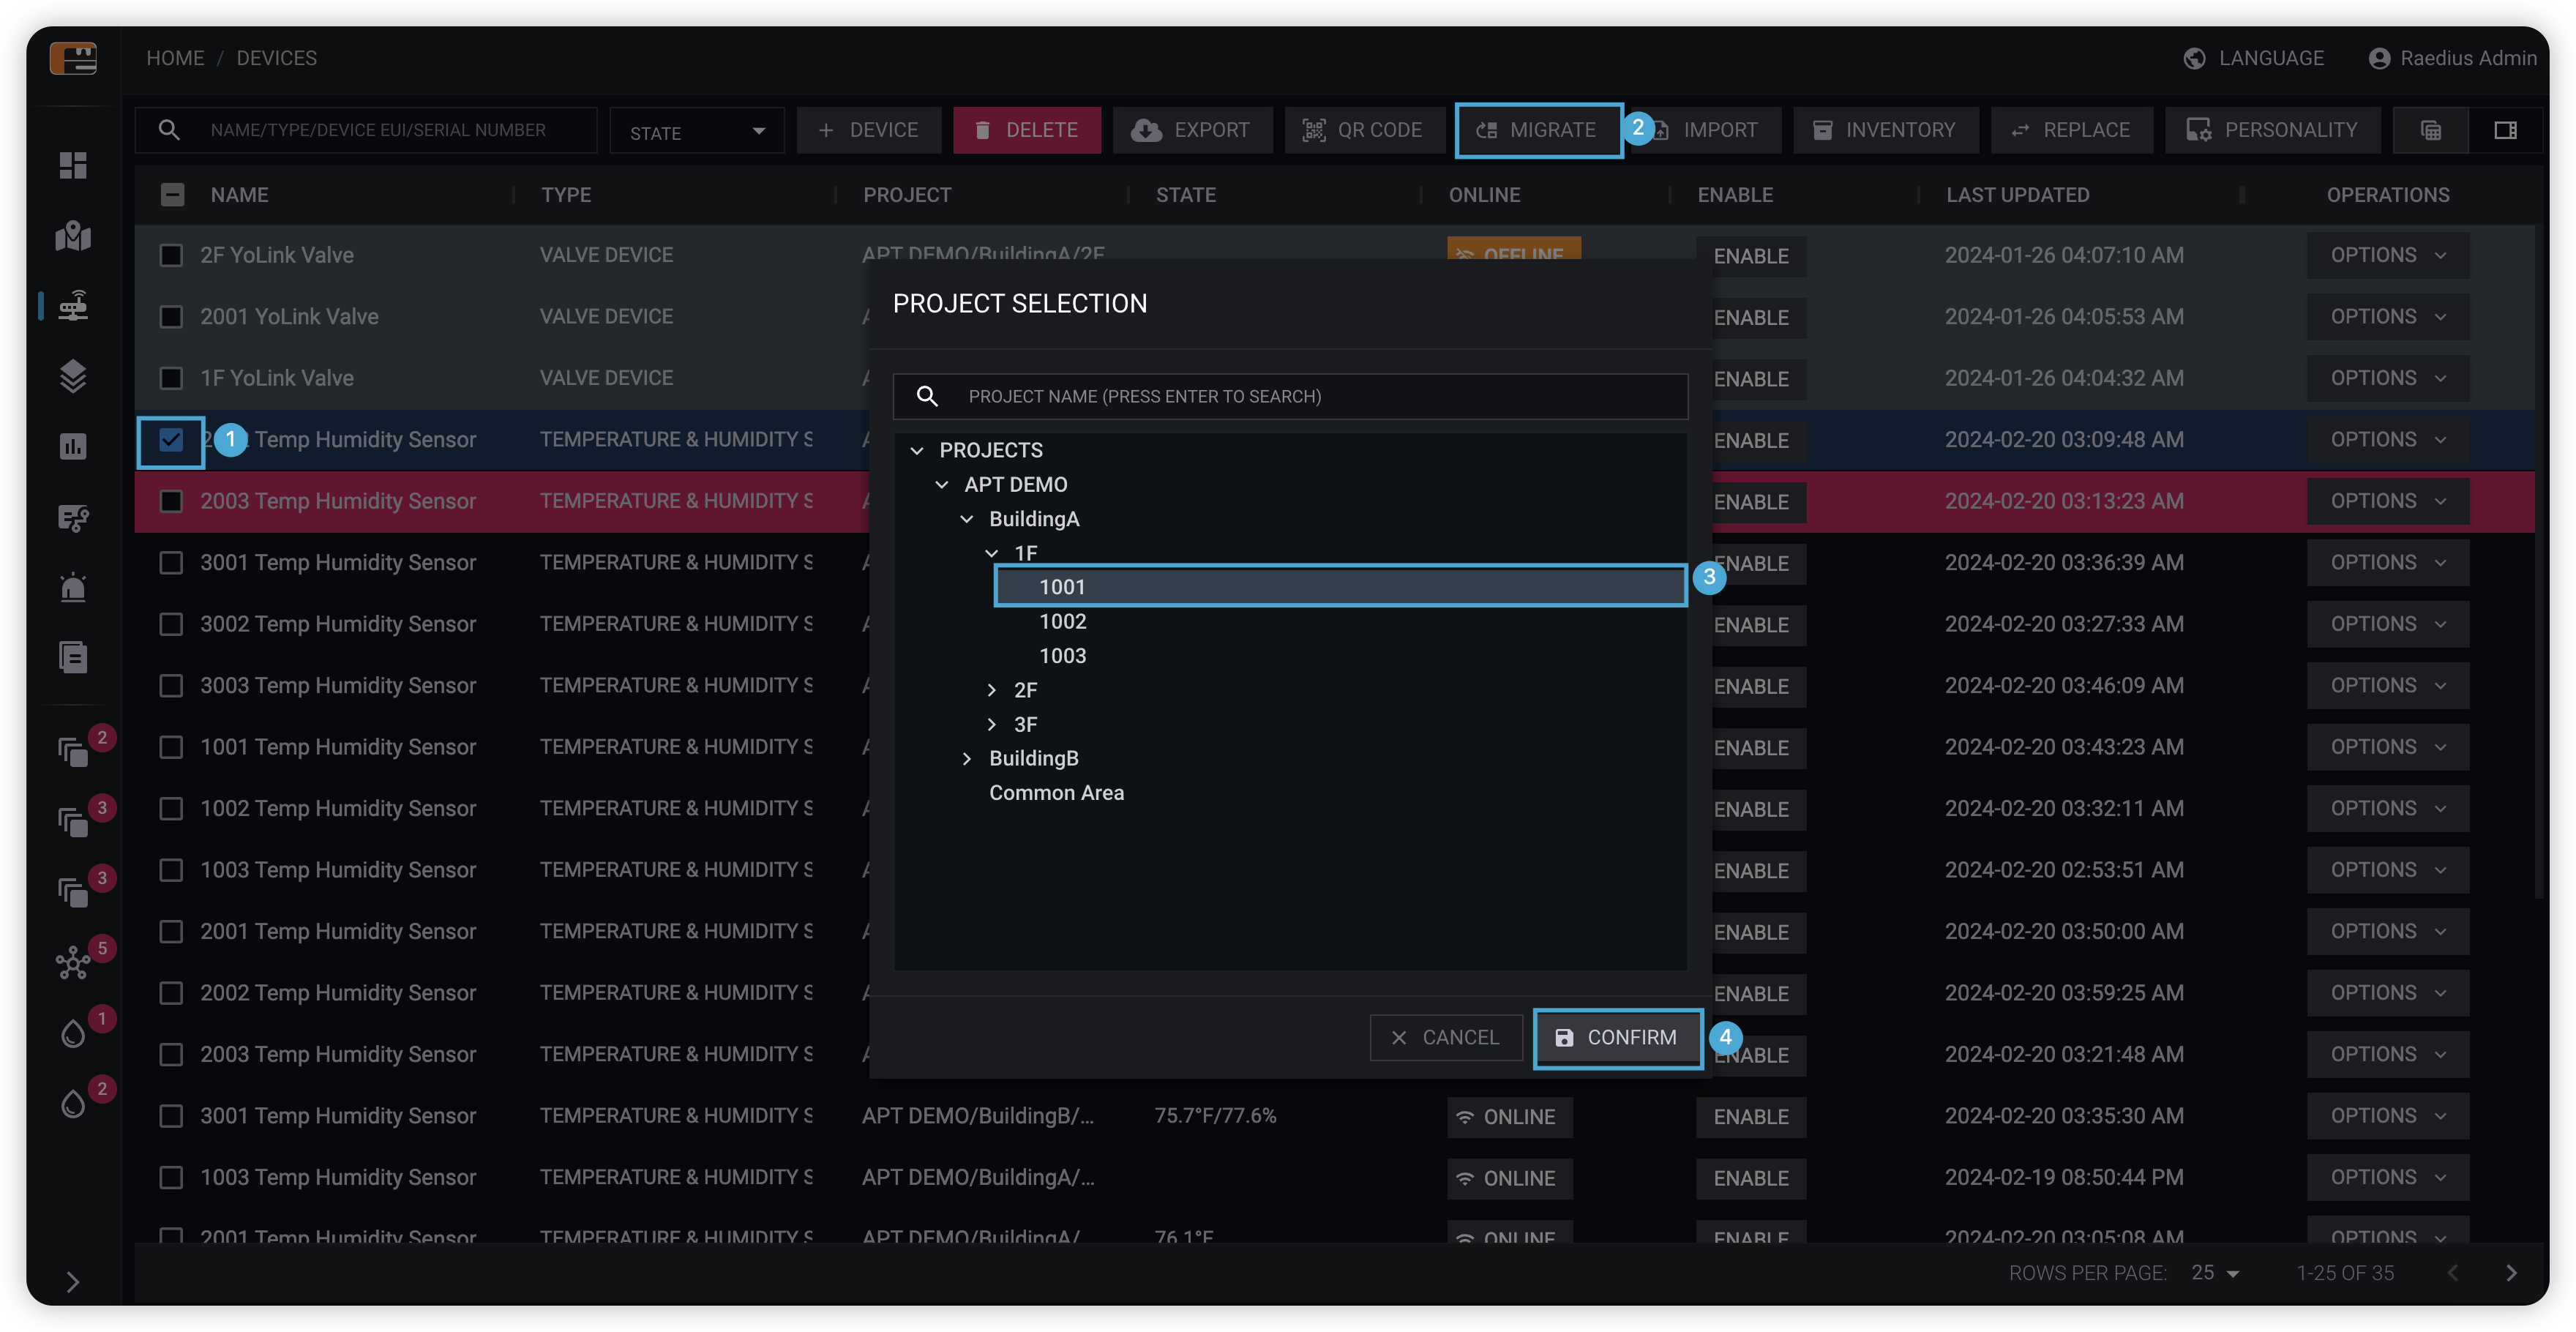 HOME / DEVICES
LANGUAGE
Raedius Admin
NAME/TYPE/DEVICE EUI/SERIAL NUMBER
STATE
+ DEVICE
DELETE
EXPORT
QR CODE
MIGRATE
2
IMPORT
INVENTORY
REPLACE
PERSONALITY
NAME TYPE PROJECT STATE ONLINE ENABLE LAST UPDATED OPERATIONS
2F YoLink Valve VALVE DEVICE APT DEMO/BuildingA/2F OFFLINE ENABLE 2024-01-26 04:07:10 AM OPTIONS
2001 YoLink Valve VALVE DEVICE ENABLE 2024-01-26 04:05:53 AM OPTIONS
1F YoLink Valve VALVE DEVICE ENABLE 2024-01-26 04:04:32 AM OPTIONS
1 Temp Humidity Sensor TEMPERATURE & HUMIDITY S ENABLE 2024-02-20 03:09:48 AM OPTIONS
2003 Temp Humidity Sensor TEMPERATURE & HUMIDITY S ENABLE 2024-02-20 03:13:23 AM OPTIONS
3001 Temp Humidity Sensor TEMPERATURE & HUMIDITY S ENABLE 2024-02-20 03:36:39 AM OPTIONS
3002 Temp Humidity Sensor TEMPERATURE & HUMIDITY S ENABLE 2024-02-20 03:27:33 AM OPTIONS
3003 Temp Humidity Sensor TEMPERATURE & HUMIDITY S ENABLE 2024-02-20 03:46:09 AM OPTIONS
1001 Temp Humidity Sensor TEMPERATURE & HUMIDITY S ENABLE 2024-02-20 03:43:23 AM OPTIONS
1002 Temp Humidity Sensor TEMPERATURE & HUMIDITY S ENABLE 2024-02-20 03:32:11 AM OPTIONS
1003 Temp Humidity Sensor TEMPERATURE & HUMIDITY S ENABLE 2024-02-20 02:53:51 AM OPTIONS
2001 Temp Humidity Sensor TEMPERATURE & HUMIDITY S ENABLE 2024-02-20 03:50:00 AM OPTIONS
2002 Temp Humidity Sensor TEMPERATURE & HUMIDITY S ENABLE 2024-02-20 03:59:25 AM OPTIONS
2003 Temp Humidity Sensor TEMPERATURE & HUMIDITY S ENABLE 2024-02-20 03:21:48 AM OPTIONS
3001 Temp Humidity Sensor TEMPERATURE & HUMIDITY S APT DEMO/BuildingB/... 75.7°F/77.6% ONLINE ENABLE 2024-02-20 03:35:30 AM OPTIONS
1003 Temp Humidity Sensor TEMPERATURE & HUMIDITY S APT DEMO/BuildingA/... ONLINE ENABLE 2024-02-19 08:50:44 PM OPTIONS
2001 Temp Humidity Sensor TEMPERATURE & HUMIDITY S APT DEMO/BuildingA/ 76.1°F ONLINE ENABLE 2024-02-20 03:05:08 AM OPTIONS
PROJECT SELECTION
PROJECT NAME (PRESS ENTER TO SEARCH)
PROJECTS
APT DEMO
BuildingA
1F
1001
3
1002
1003
2F
3F
BuildingB
Common Area
CANCEL
CONFIRM
4
2
3
3
5
1
2
ROWS PER PAGE: 25 1-25 OF 35